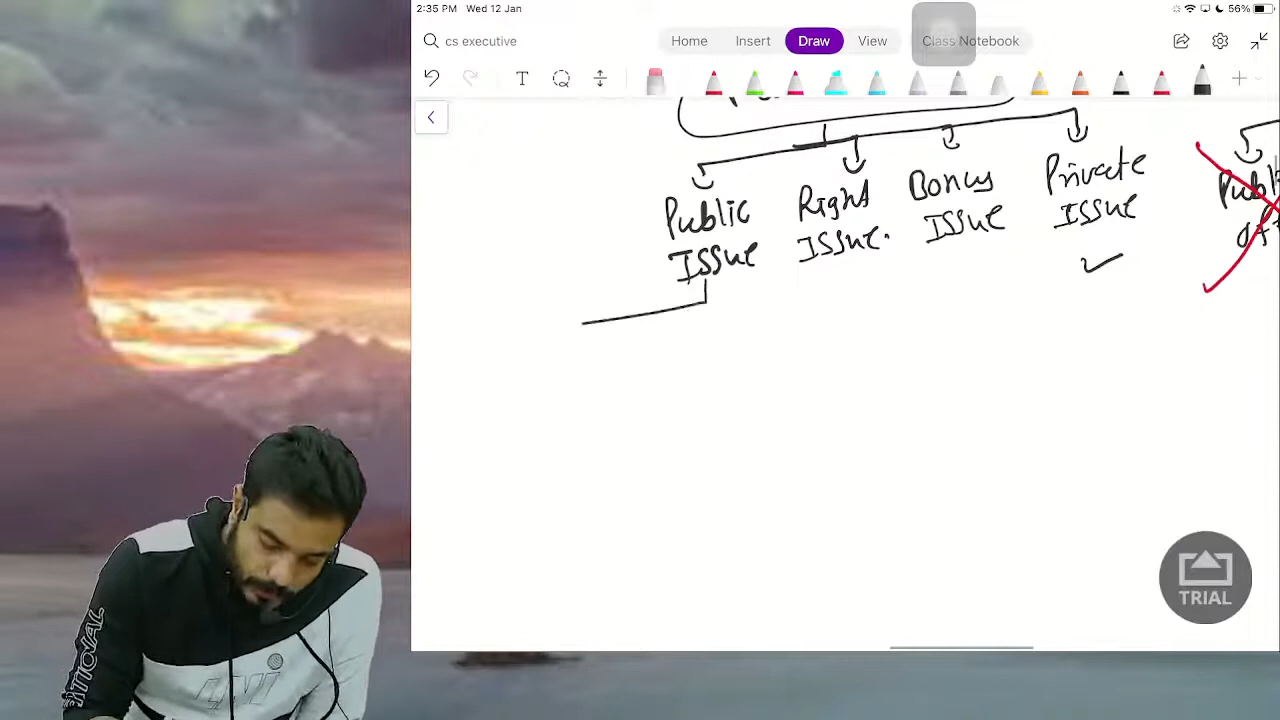 2:35 PM Wed 12 Jan
56%
cs executive
Home Insert Draw View Class Notebook
T
Public Issue
Right Issue.
Bonus Issue
Private Issue
TRIAL